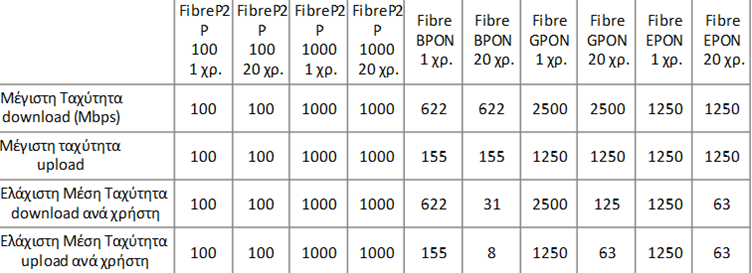 FibreP2P 100 1 χρ. FibreP2P 100 20 χρ. FibreP2P 1000 1 χρ. FibreP2P 1000 20 χρ. Fibre BPON 1 χρ. Fibre BPON 20 χρ. Fibre GPON 1 χρ. Fibre GPON 20 χρ. Fibre EPON 1 χρ. Fibre EPON 20 χρ.
Μέγιστη Ταχύτητα
download (Mbps) 100 100 1000 1000 622 622 2500 2500 1250 1250
Μέγιστη ταχύτητα
upload 100 100 1000 1000 155 155 1250 1250 1250 1250
Ελάχιστη Μέση Ταχύτητα
download ανά χρήστη 100 100 1000 1000 622 31 2500 125 1250 63
Ελάχιστη Μέση Ταχύτητα
upload ανά χρήστη 100 100 1000 1000 155 8 1250 63 1250 63